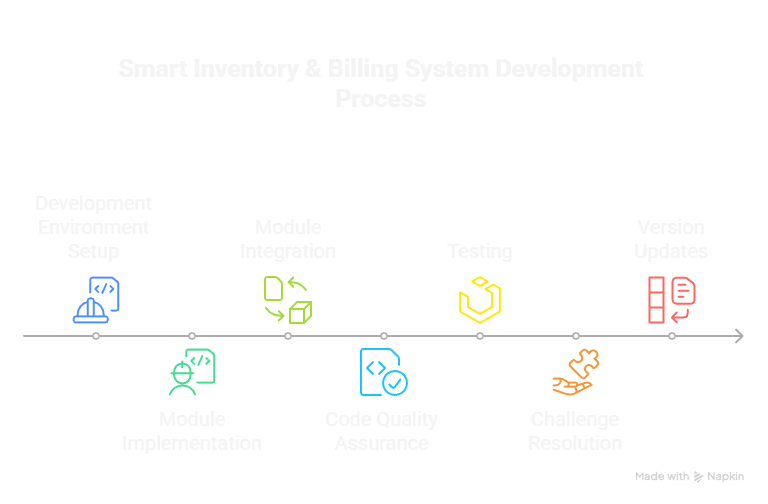 Smart Inventory & Billing System Development
Process
Development
Environment
Setup
Module
Implementation
Module
Integration
Code Quality
Assurance
Testing
Challenge
Resolution
Version
Updates
Made with Napkin